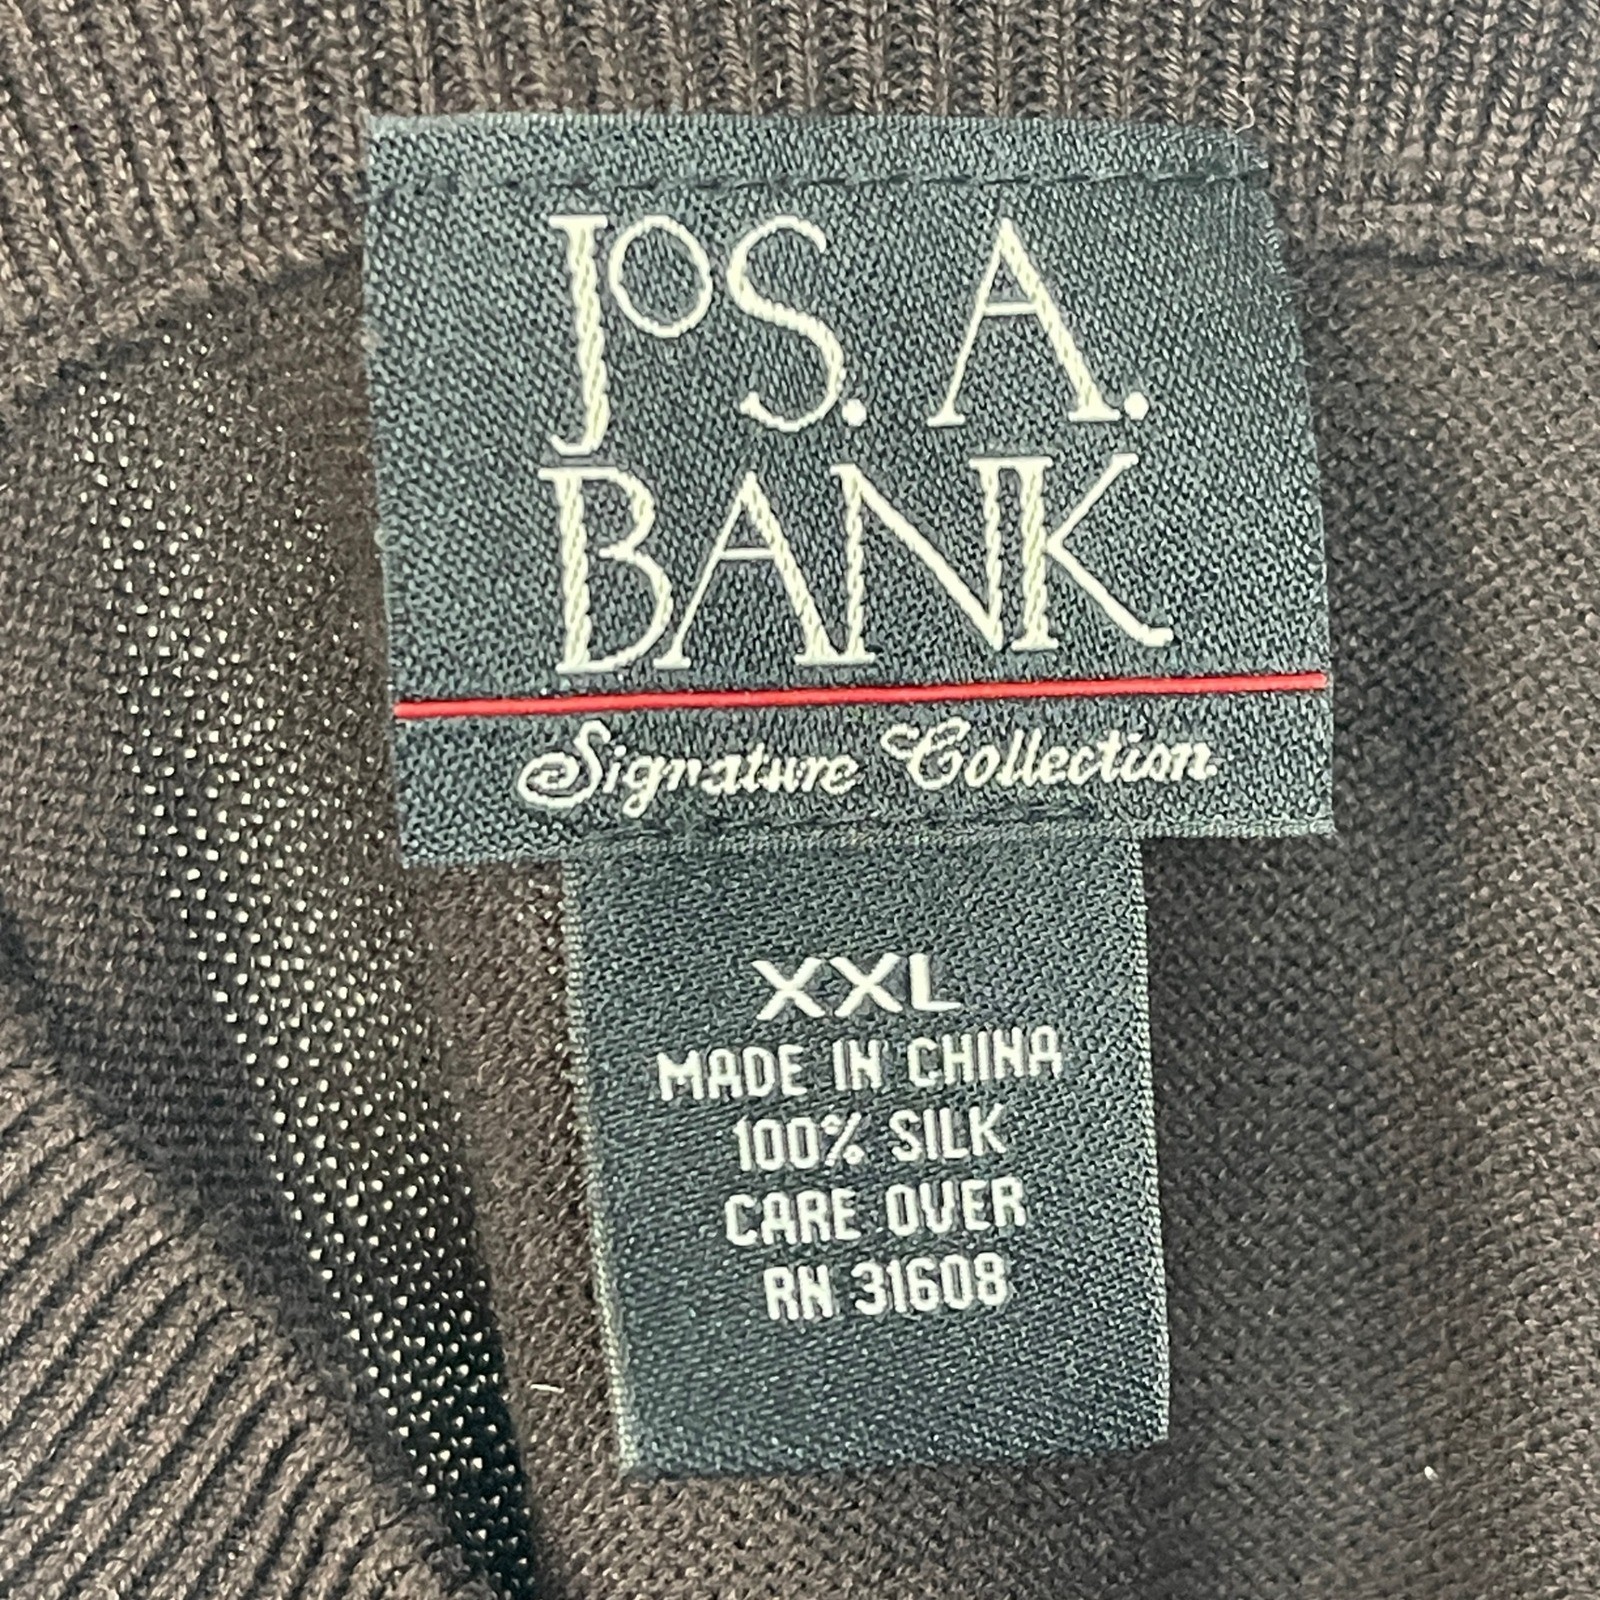 JOS. A.
BANK
Signature Collection
XXL
MADE IN CHINA
100% SILK
CARE OVER
RN 31608